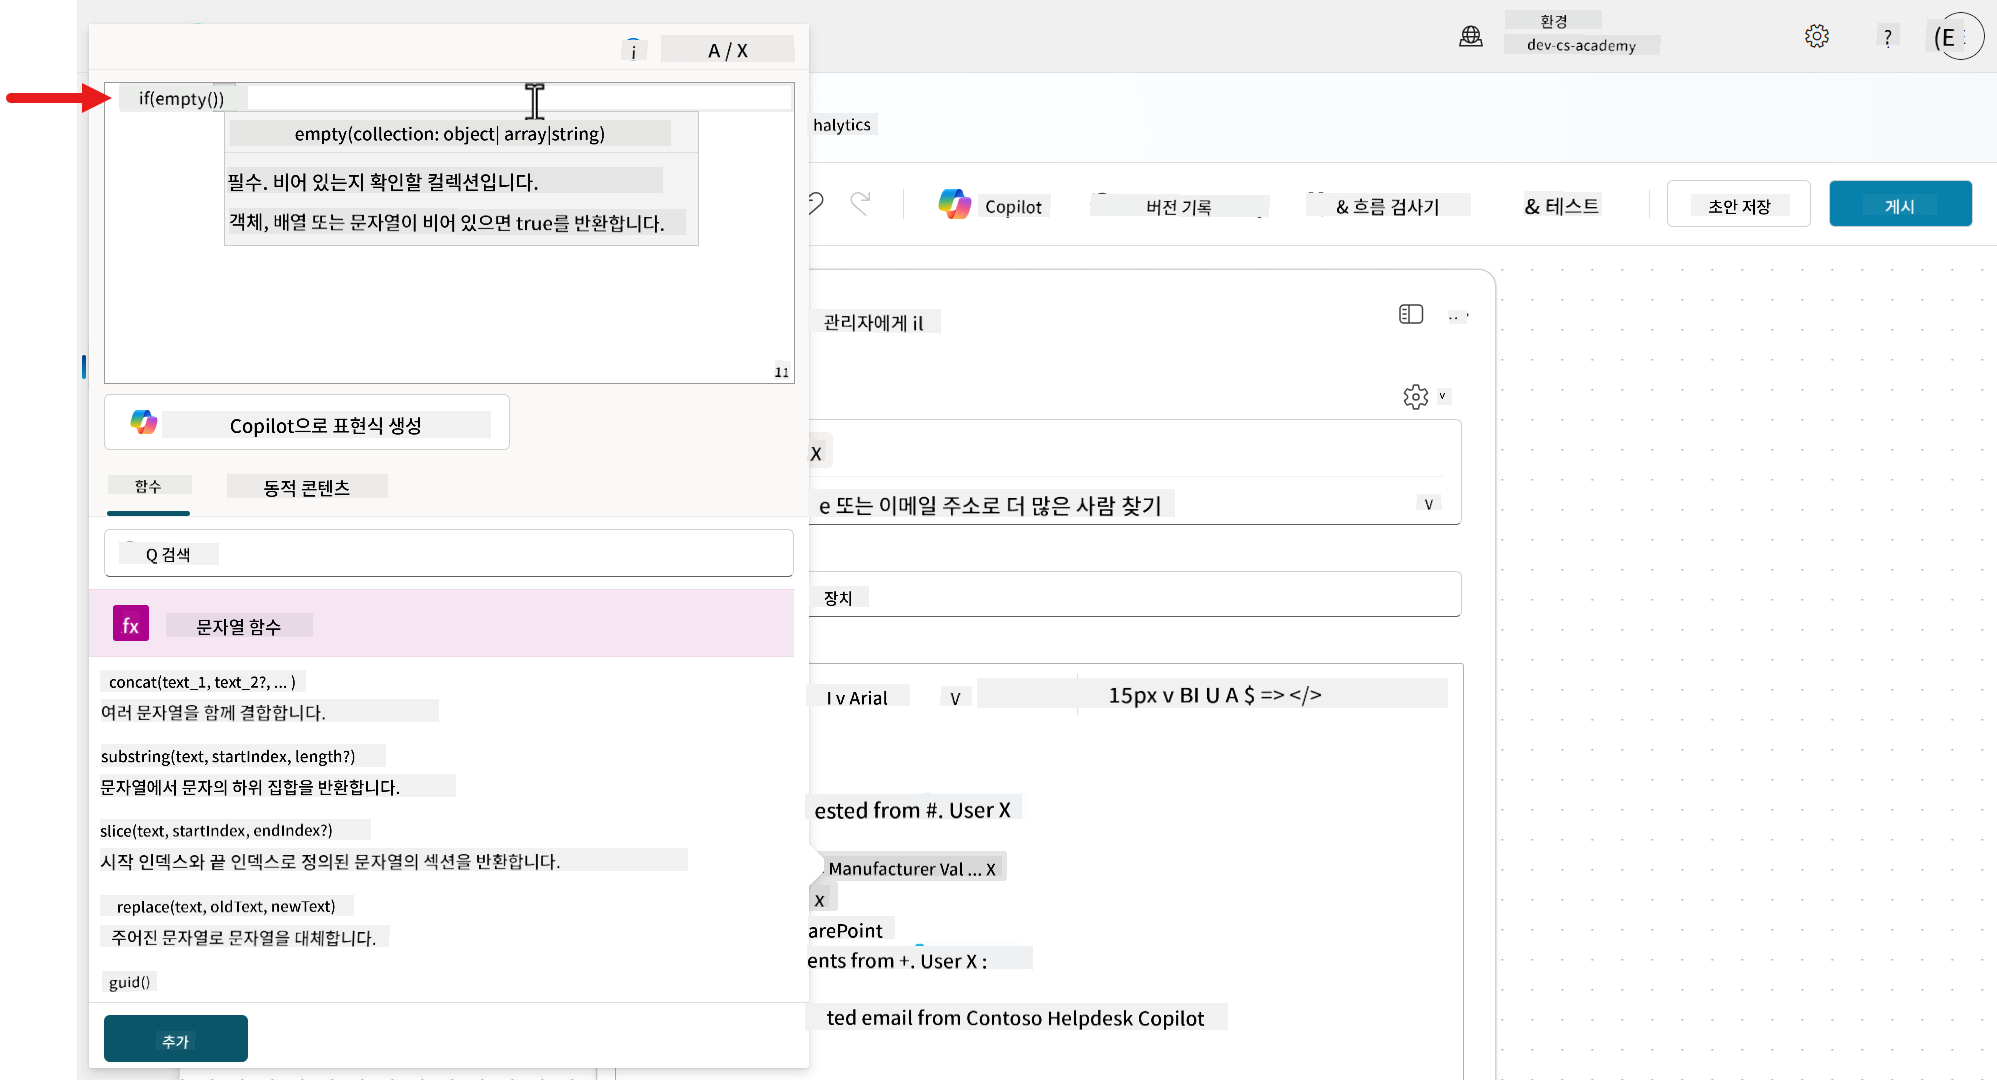 환경
dev-cs-academy
?
(E
i
A / X
if(empty())
empty(collection: object| array|string)
필수. 비어 있는지 확인할 컬렉션입니다.
객체, 배열 또는 문자열이 비어 있으면 true를 반환합니다.
11
halytics
Copilot
버전 기록
& 흐름 검사기
& 테스트
초안 저장
게시
Copilot으로 표현식 생성
함수
동적 콘텐츠
Q 검색
fx
문자열 함수
concat(text_1, text_2?, ... )
여러 문자열을 함께 결합합니다.
substring(text, startIndex, length?)
문자열에서 문자의 하위 집합을 반환합니다.
slice(text, startIndex, endIndex?)
시작 인덱스와 끝 인덱스로 정의된 문자열의 섹션을 반환합니다.
replace(text, oldText, newText)
주어진 문자열로 문자열을 대체합니다.
guid()
추가
관리자에게 il
v
X
e 또는 이메일 주소로 더 많은 사람 찾기
V
장치
I v Arial
V
15px v BI U A $ => </>
ested from #. User X
Manufacturer Val ... X
X
arePoint
ents from +. User X :
ted email from Contoso Helpdesk Copilot